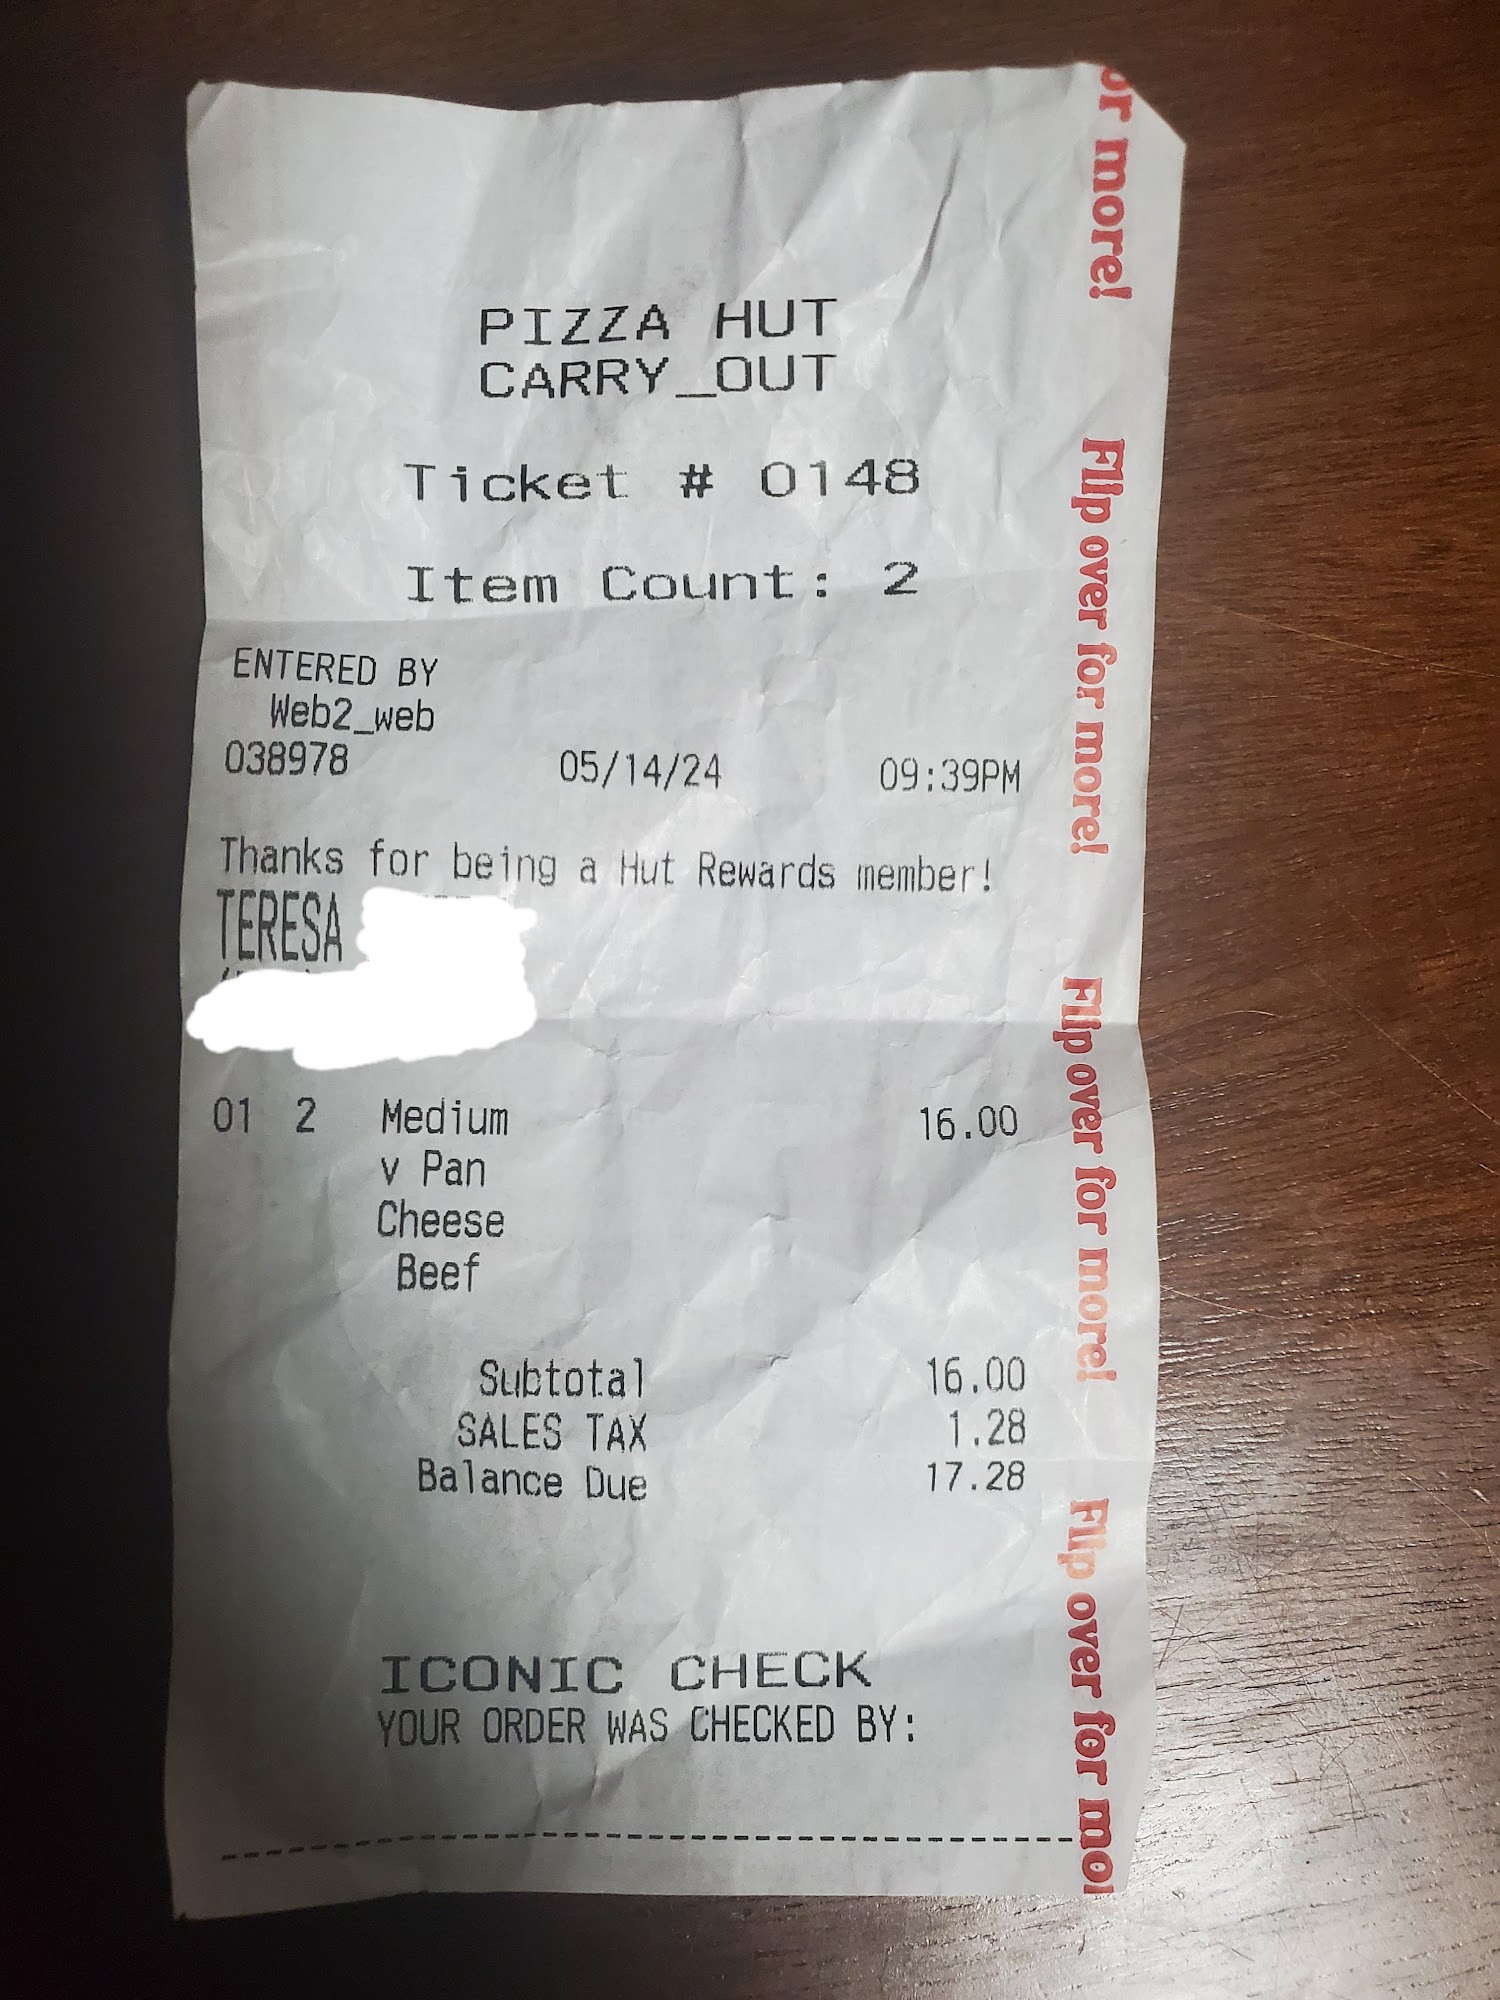 PIZZA HUT
CARRY_OUT
Ticket # 0148
Item Count: 2
ENTERED BY
Web2_web
038978 05/14/24 09:39PM
Thanks for being a Hut Rewards member!
TERESA
01 2 Medium 16.00
v Pan
Cheese
Beef
Subtotal 16.00
SALES TAX 1.28
Balance Due 17.28
ICONIC CHECK
YOUR ORDER WAS CHECKED BY:
or more!
Flip over for more!
Flip over for more!
Flip over for mo